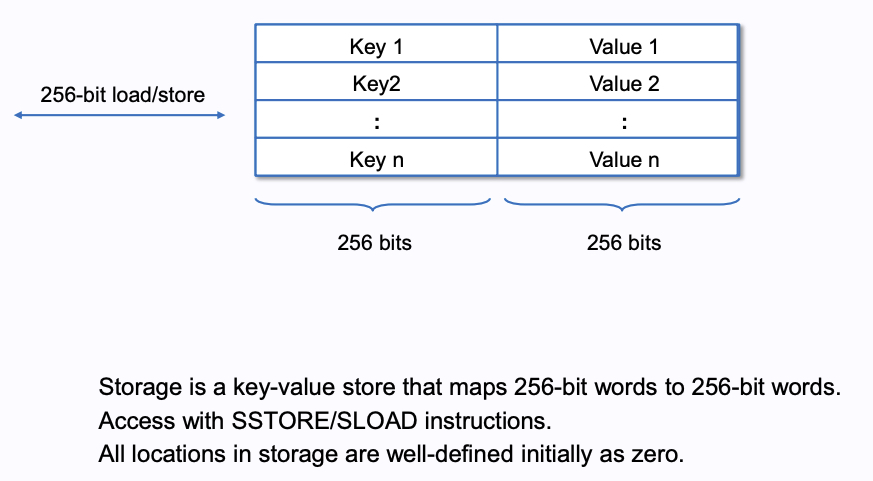 Key 1 Value 1
256-bit load/store
Key2 Value 2
: :
Key n Value n
256 bits 256 bits
Storage is a key-value store that maps 256-bit words to 256-bit words.
Access with SSTORE/SLOAD instructions.
All locations in storage are well-defined initially as zero.